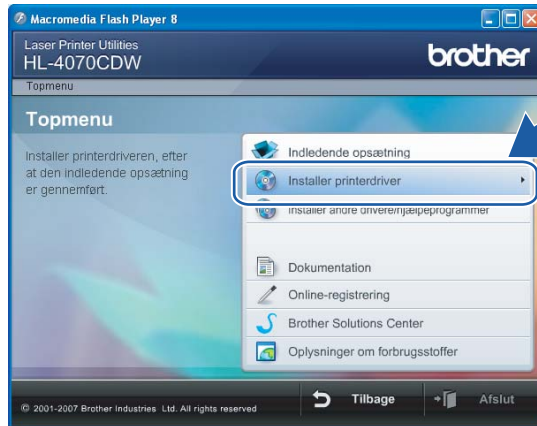 Macromedia Flash Player 8
Laser Printer Utilities
HL-4070CDW
brother
Topmenu
Topmenu
Installer printerdriveren, efter
at den indledende opsætning
er gennemført.
Indledende opsætning
Installer printerdriver
Installer andre drivere/hjælpeprogrammer
Dokumentation
Online-registrering
Brother Solutions Center
Oplysninger om forbrugsstoffer
© 2001-2007 Brother Industries Ltd. All rights reserved
Tilbage
Afslut